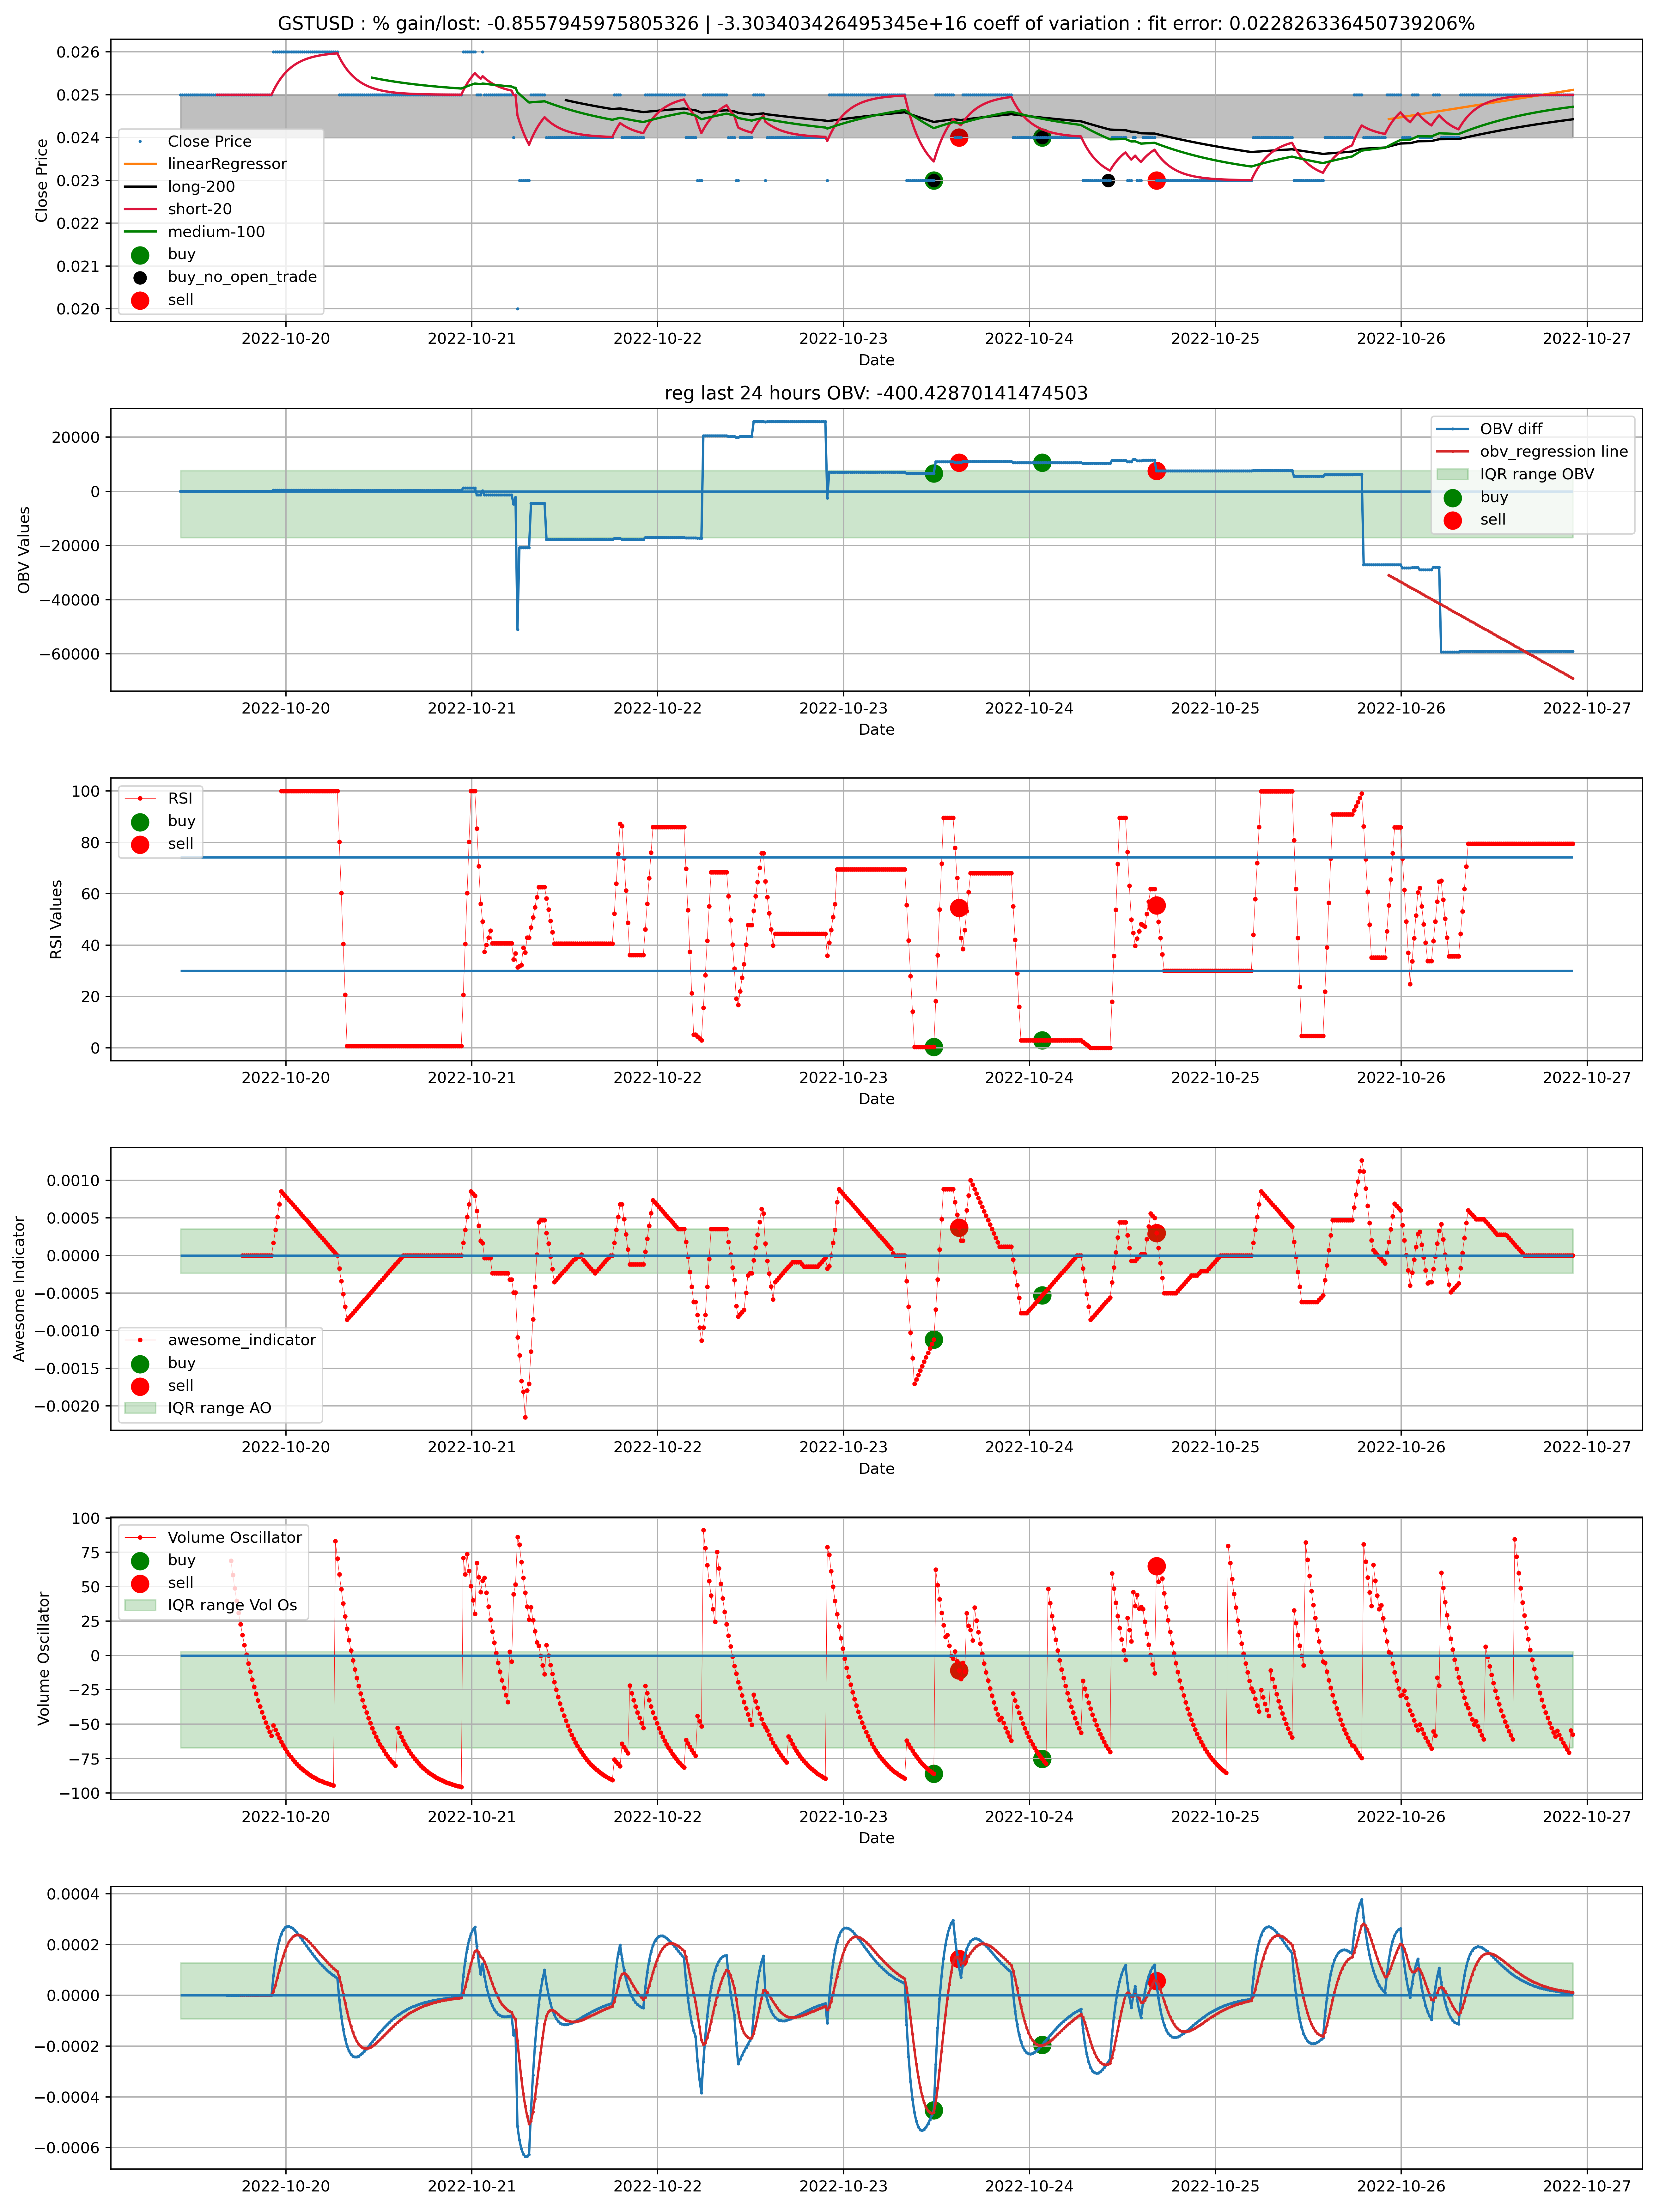 GSTUSD : % gain/lost: -0.8557945975805326 | -3.303403426495345e+16 coeff of variation : fit error: 0.022826336450739206%
0.026
0.025
0.024
0.023
0.022
0.021
0.020
Close Price
Close Price
linearRegressor
long-200
short-20
medium-100
buy
buy_no_open_trade
sell
2022-10-20 2022-10-21 2022-10-22 2022-10-23 2022-10-24 2022-10-25 2022-10-26 2022-10-27
Date
reg last 24 hours OBV: -400.42870141474503
20000
0
−20000
−40000
−60000
OBV Values
OBV diff
obv_regression line
IQR range OBV
buy
sell
2022-10-20 2022-10-21 2022-10-22 2022-10-23 2022-10-24 2022-10-25 2022-10-26 2022-10-27
Date
100
80
60
40
20
0
RSI Values
RSI
buy
sell
2022-10-20 2022-10-21 2022-10-22 2022-10-23 2022-10-24 2022-10-25 2022-10-26 2022-10-27
Date
0.0010
0.0005
0.0000
−0.0005
−0.0010
−0.0015
−0.0020
Awesome Indicator
awesome_indicator
buy
sell
IQR range AO
2022-10-20 2022-10-21 2022-10-22 2022-10-23 2022-10-24 2022-10-25 2022-10-26 2022-10-27
Date
100
75
50
25
0
−25
−50
−75
−100
Volume Oscillator
Volume Oscillator
buy
sell
IQR range Vol Os
2022-10-20 2022-10-21 2022-10-22 2022-10-23 2022-10-24 2022-10-25 2022-10-26 2022-10-27
Date
0.0004
0.0002
0.0000
−0.0002
−0.0004
−0.0006
2022-10-20 2022-10-21 2022-10-22 2022-10-23 2022-10-24 2022-10-25 2022-10-26 2022-10-27